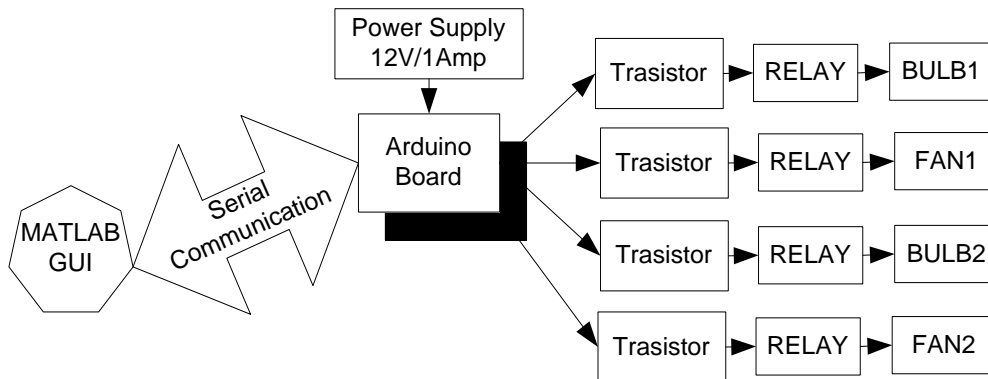 Power Supply
12V/1Amp
Trasistor
RELAY
BULB1
Arduino
Board
Trasistor
RELAY
FAN1
Serial
Communication
MATLAB
GUI
Trasistor
RELAY
BULB2
Trasistor
RELAY
FAN2